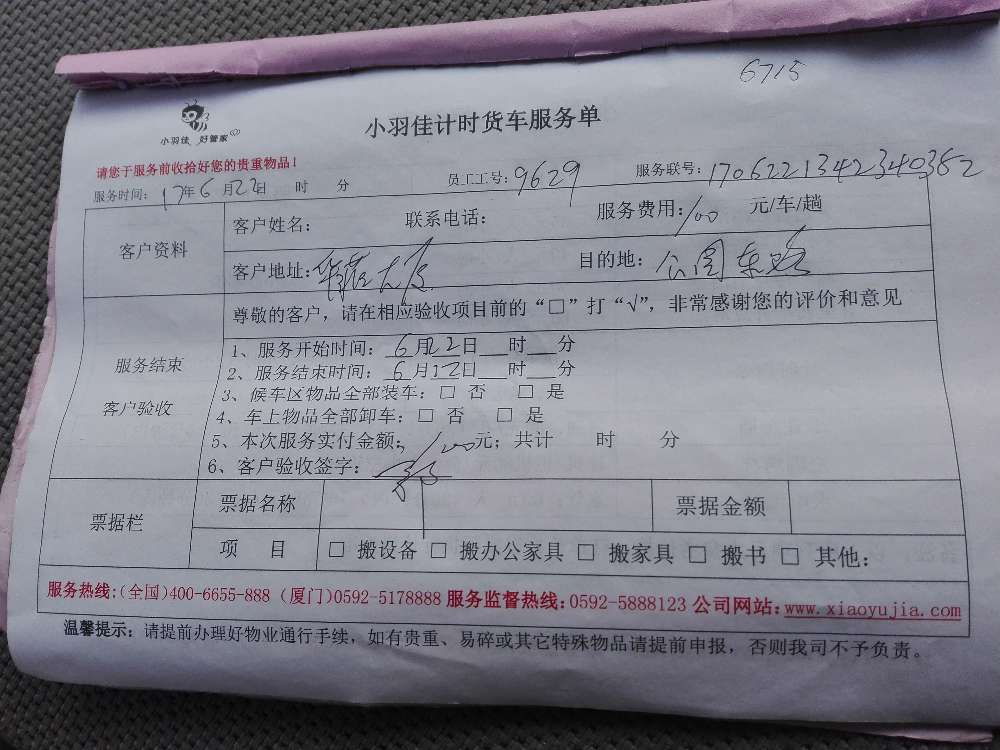 6715
小羽佳 好管家
小羽佳计时货车服务单
请您于服务前收拾好您的贵重物品！
服务时间：17年6月22日 时 分 员工工号：9629 服务联号：1706221342340382
客户资料
客户姓名： 联系电话： 服务费用：100 元/车/趟
客户地址： 目的地：公园东路
尊敬的客户，请在相应验收项目前的“□”打“√”，非常感谢您的评价和意见
服务结束
客户验收
1、服务开始时间：6月22日__时__分
2、服务结束时间：6月22日__时__分
3、候车区物品全部装车：□ 否 □ 是
4、车上物品全部卸车：□ 否 □ 是
5、本次服务实付金额：100元；共计 时 分
6、客户验收签字：
票据栏
票据名称 票据金额
项 目 □ 搬设备 □ 搬办公家具 □ 搬家具 □ 搬书 □ 其他：
服务热线：(全国)400-6655-888 (厦门)0592-5178888 服务监督热线：0592-5888123 公司网站：www.xiaoyujia.com
温馨提示：请提前办理好物业通行手续，如有贵重、易碎或其它特殊物品请提前申报，否则我司不予负责。